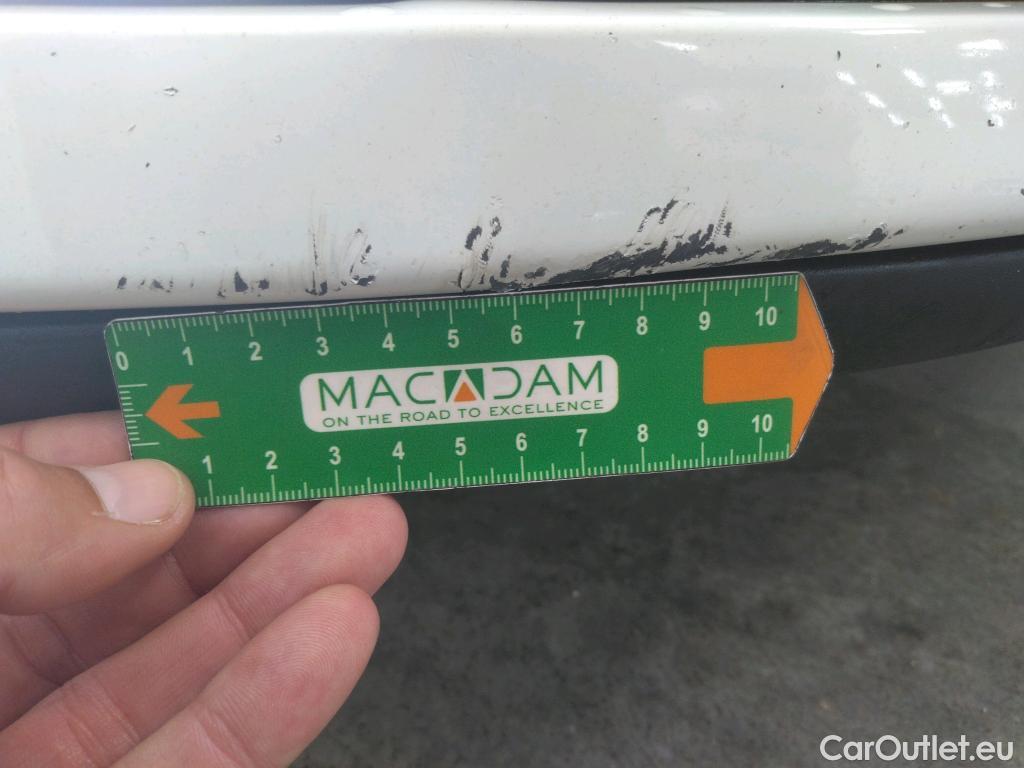 0 1 2 3 4 5 6 7 8 9 10
MACADAM
ON THE ROAD TO EXCELLENCE
1 2 3 4 5 6 7 8 9 10
CarOutlet.eu